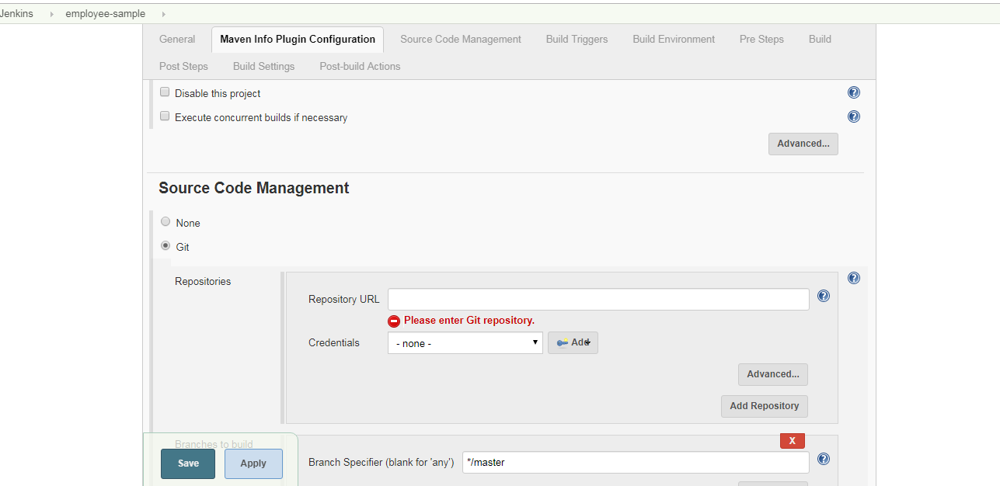 Jenkins employee-sample
General Maven Info Plugin Configuration Source Code Management Build Triggers Build Environment Pre Steps Build
Post Steps Build Settings Post-build Actions
Disable this project
Execute concurrent builds if necessary
Advanced...
Source Code Management
None
Git
Repositories
Repository URL
Please enter Git repository.
Credentials - none - Add
Advanced...
Add Repository
X
Branches to build
Branch Specifier (blank for 'any') */master
Save Apply